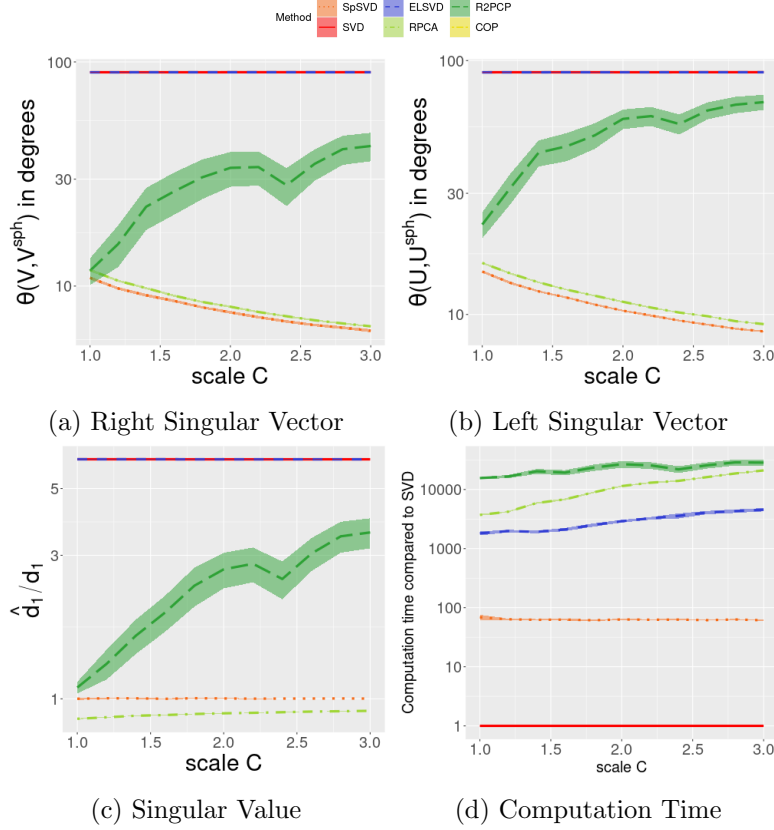 Method SpSVD ELSVD R2PCP
SVD RPCA COP
θ(V,V^sph) in degrees
100
30
10
1.0 1.5 2.0 2.5 3.0
scale C
(a) Right Singular Vector
θ(U,U^sph) in degrees
100
30
10
1.0 1.5 2.0 2.5 3.0
scale C
(b) Left Singular Vector
d̂₁/d₁
5
3
1
1.0 1.5 2.0 2.5 3.0
scale C
(c) Singular Value
Computation time compared to SVD
10000
1000
100
10
1
1.0 1.5 2.0 2.5 3.0
scale C
(d) Computation Time